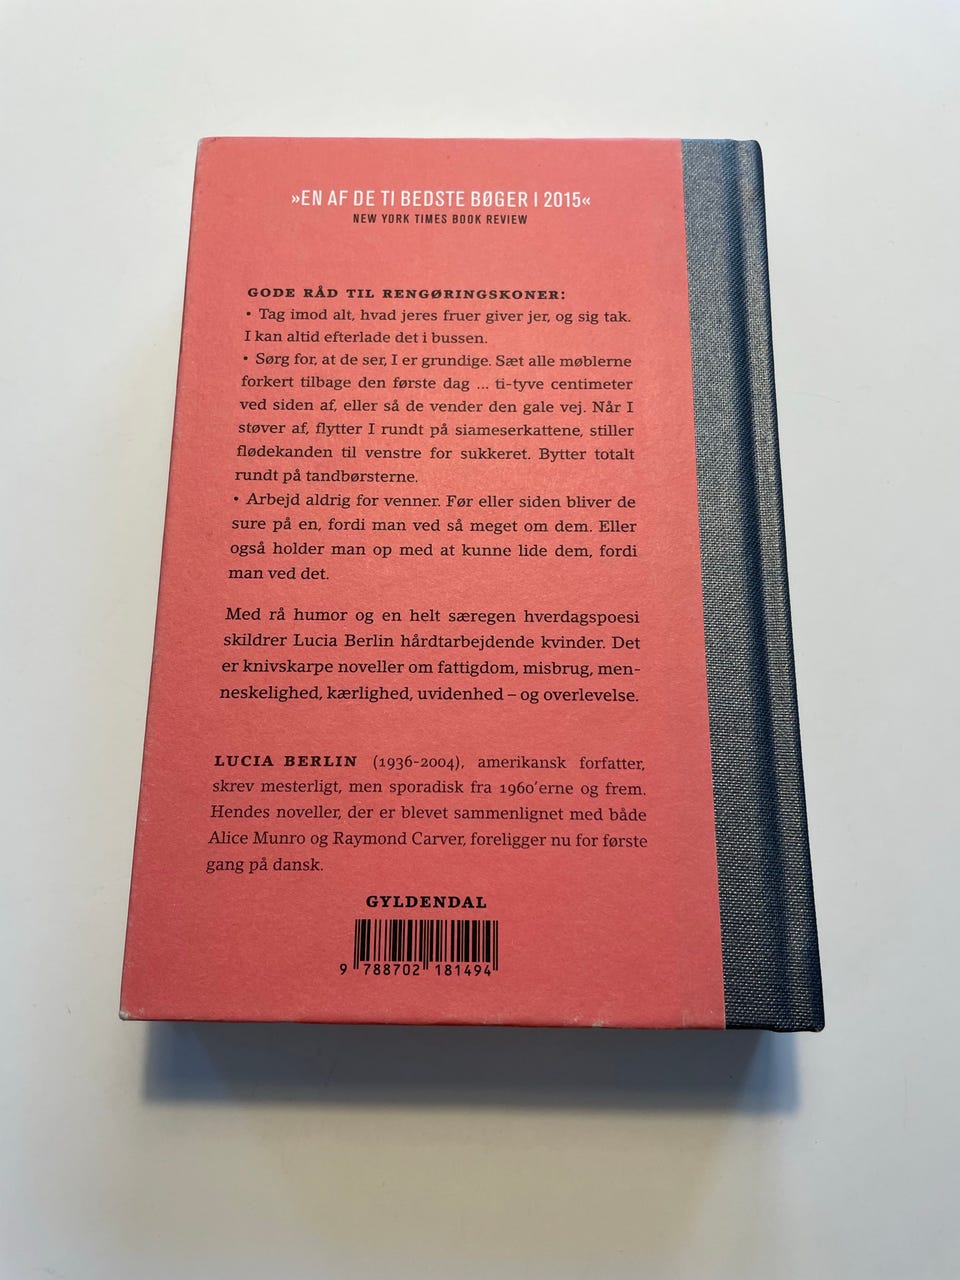 »EN AF DE TI BEDSTE BØGER I 2015«
NEW YORK TIMES BOOK REVIEW
GODE RÅD TIL RENGØRINGSKONER:
• Tag imod alt, hvad jeres fruer giver jer, og sig tak.
I kan altid efterlade det i bussen.
• Sørg for, at de ser, I er grundige. Sæt alle møblerne
forkert tilbage den første dag ... ti-tyve centimeter
ved siden af, eller så de vender den gale vej. Når I
støver af, flytter I rundt på siameserkattene, stiller
flødekanden til venstre for sukkeret. Bytter totalt
rundt på tandbørsterne.
• Arbejd aldrig for venner. Før eller siden bliver de
sure på en, fordi man ved så meget om dem. Eller
også holder man op med at kunne lide dem, fordi
man ved det.
Med rå humor og en helt særegen hverdagspoesi
skildrer Lucia Berlin hårdtarbejdende kvinder. Det
er knivskarpe noveller om fattigdom, misbrug, men-
neskelighed, kærlighed, uvidenhed – og overlevelse.
LUCIA BERLIN (1936-2004), amerikansk forfatter,
skrev mesterligt, men sporadisk fra 1960'erne og frem.
Hendes noveller, der er blevet sammenlignet med både
Alice Munro og Raymond Carver, foreligger nu for første
gang på dansk.
GYLDENDAL
9 788702 181494